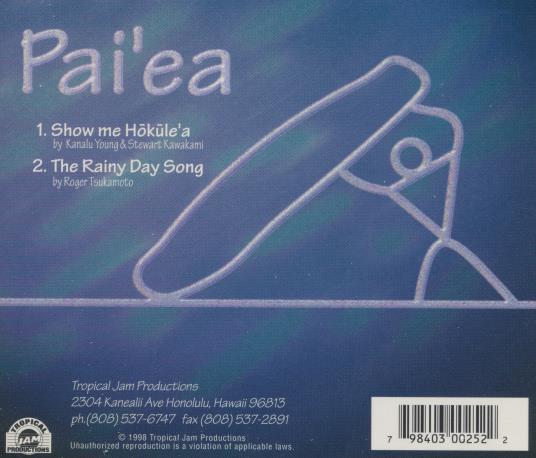 Pai'ea
1. Show me Hōkūle'a
by Kanalu Young & Stewart Kawakami
2. The Rainy Day Song
by Roger Tsukamoto
Tropical Jam Productions
2304 Kanealii Ave Honolulu, Hawaii 96813
ph.(808) 537-6747 fax (808) 537-2891
© 1998 Tropical Jam Productions
Unauthorized reproduction is a violation of applicable laws.
TROPICAL
JAM
PRODUCTIONS
7 98403 00252 2